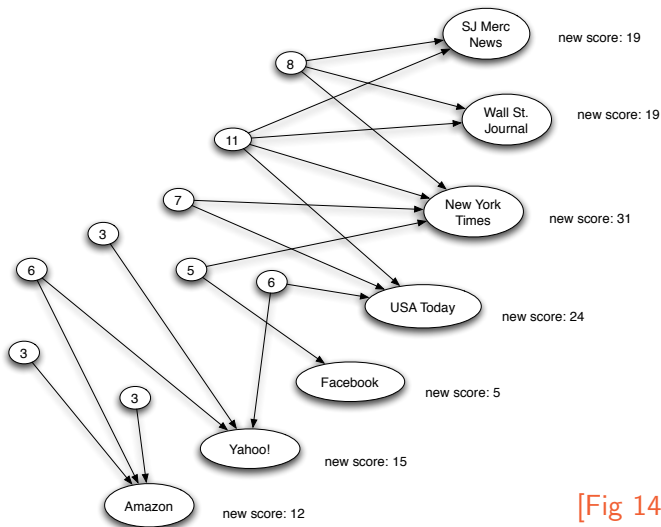 SJ Merc
News
new score: 19
8
Wall St.
Journal
new score: 19
11
7
New York
Times
new score: 31
3
6
5
6
USA Today
new score: 24
3
Facebook
new score: 5
3
Yahoo!
new score: 15
Amazon
new score: 12
[Fig 14